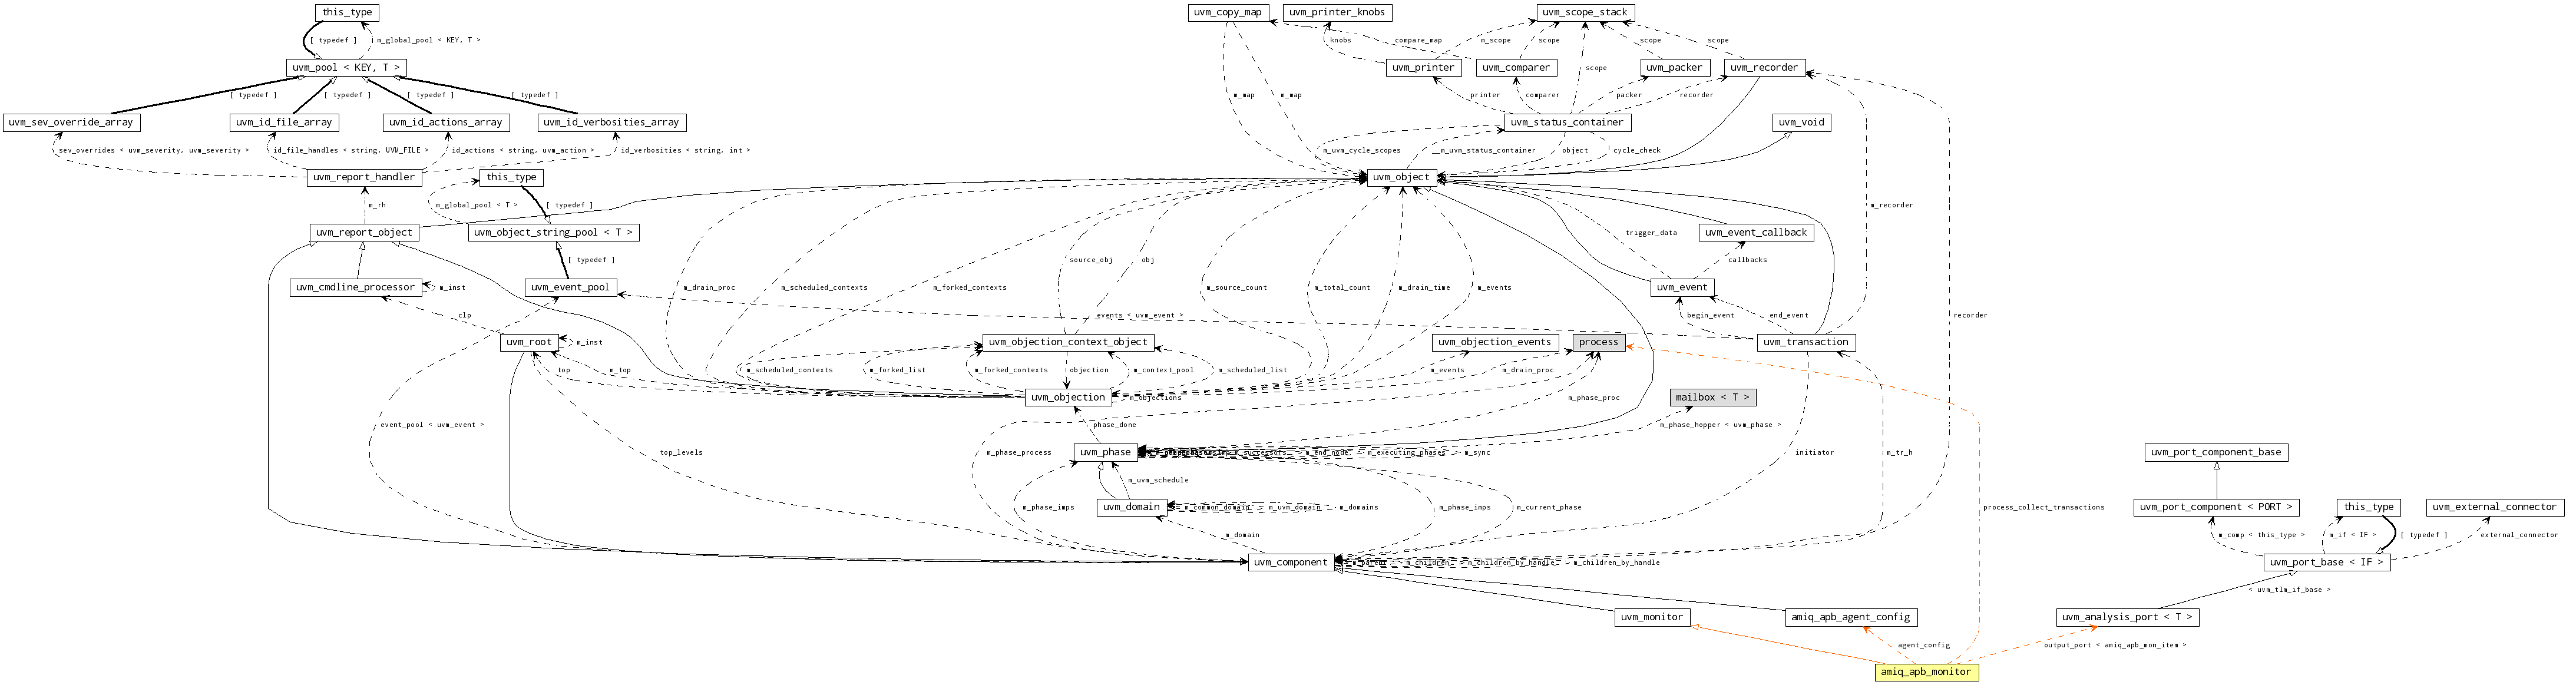 this_type
uvm_copy_map
uvm_printer_knobs
uvm_scope_stack
[ typedef ]
m_global_pool < KEY, T >
knobs
compare_map
m_scope
scope
scope
scope
scope
uvm_pool < KEY, T >
uvm_printer
uvm_comparer
uvm_packer
uvm_recorder
[ typedef ]
[ typedef ]
[ typedef ]
[ typedef ]
m_map
m_map
printer
comparer
packer
recorder
uvm_sev_override_array
uvm_id_file_array
uvm_id_actions_array
uvm_id_verbosities_array
uvm_status_container
uvm_void
sev_overrides < uvm_severity, uvm_severity >
id_file_handles < string, UVM_FILE >
id_actions < string, uvm_action >
id_verbosities < string, int >
m_uvm_cycle_scopes
__m_uvm_status_container
object
cycle_check
uvm_report_handler
this_type
uvm_object
m_rh
m_global_pool < T >
[ typedef ]
m_recorder
uvm_report_object
uvm_object_string_pool < T >
uvm_event_callback
trigger_data
[ typedef ]
source_obj
obj
callbacks
uvm_cmdline_processor
m_inst
uvm_event_pool
m_drain_proc
m_scheduled_contexts
m_forked_contexts
m_source_count
m_total_count
m_drain_time
m_events
uvm_event
clp
events < uvm_event >
begin_event
end_event
recorder
uvm_root
m_inst
uvm_objection_context_object
uvm_objection_events
process
uvm_transaction
top
m_top
m_scheduled_contexts
m_forked_list
m_forked_contexts
objection
m_context_pool
m_scheduled_list
m_events
m_drain_proc
uvm_objection
m_objections
m_phase_proc
mailbox < T >
event_pool < uvm_event >
phase_done
m_phase_hopper < uvm_phase >
top_levels
m_phase_process
uvm_phase
m_successors
m_end_node
m_executing_phases
m_sync
initiator
m_tr_h
uvm_port_component_base
m_uvm_schedule
m_phase_imps
uvm_domain
m_common_domain
m_uvm_domain
m_domains
m_phase_imps
m_current_phase
process_collect_transactions
uvm_port_component < PORT >
this_type
uvm_external_connector
m_domain
m_comp < this_type >
m_if < IF >
[ typedef ]
external_connector
uvm_component
m_parent
m_children
m_children_by_handle
m_children_by_handle
uvm_port_base < IF >
< uvm_tlm_if_base >
uvm_monitor
amiq_apb_agent_config
uvm_analysis_port < T >
agent_config
output_port < amiq_apb_mon_item >
amiq_apb_monitor